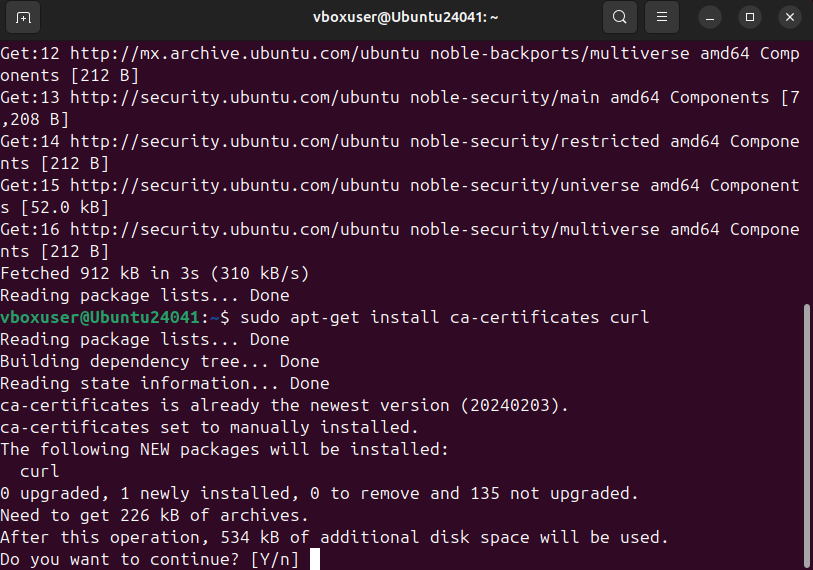 vboxuser@Ubuntu24041: ~
Get:12 http://mx.archive.ubuntu.com/ubuntu noble-backports/multiverse amd64 Comp
onents [212 B]
Get:13 http://security.ubuntu.com/ubuntu noble-security/main amd64 Components [7
,208 B]
Get:14 http://security.ubuntu.com/ubuntu noble-security/restricted amd64 Compone
nts [212 B]
Get:15 http://security.ubuntu.com/ubuntu noble-security/universe amd64 Component
s [52.0 kB]
Get:16 http://security.ubuntu.com/ubuntu noble-security/multiverse amd64 Compone
nts [212 B]
Fetched 912 kB in 3s (310 kB/s)
Reading package lists... Done
vboxuser@Ubuntu24041:~$ sudo apt-get install ca-certificates curl
Reading package lists... Done
Building dependency tree... Done
Reading state information... Done
ca-certificates is already the newest version (20240203).
ca-certificates set to manually installed.
The following NEW packages will be installed:
  curl
0 upgraded, 1 newly installed, 0 to remove and 135 not upgraded.
Need to get 226 kB of archives.
After this operation, 534 kB of additional disk space will be used.
Do you want to continue? [Y/n]